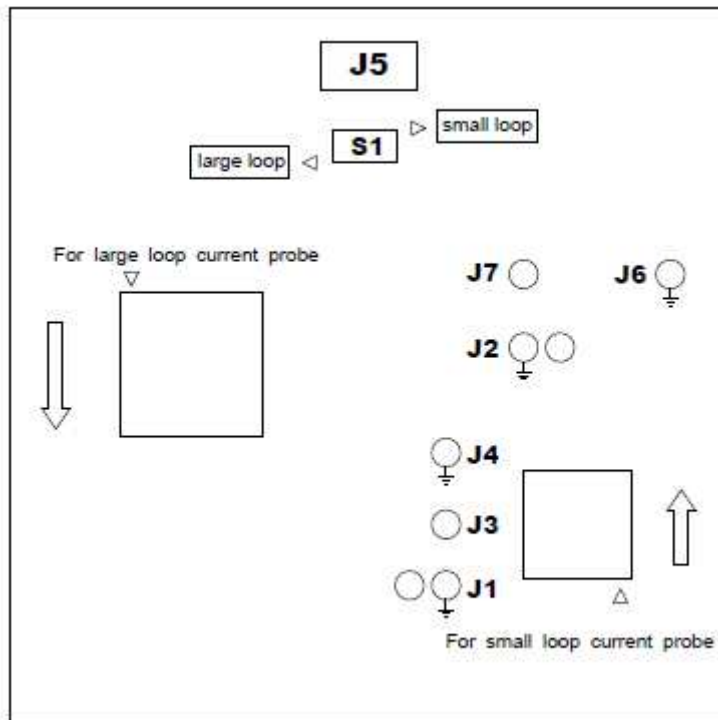 J5
S1
small loop
large loop
For large loop current probe
J7
J6
J2
J4
J3
J1
For small loop current probe